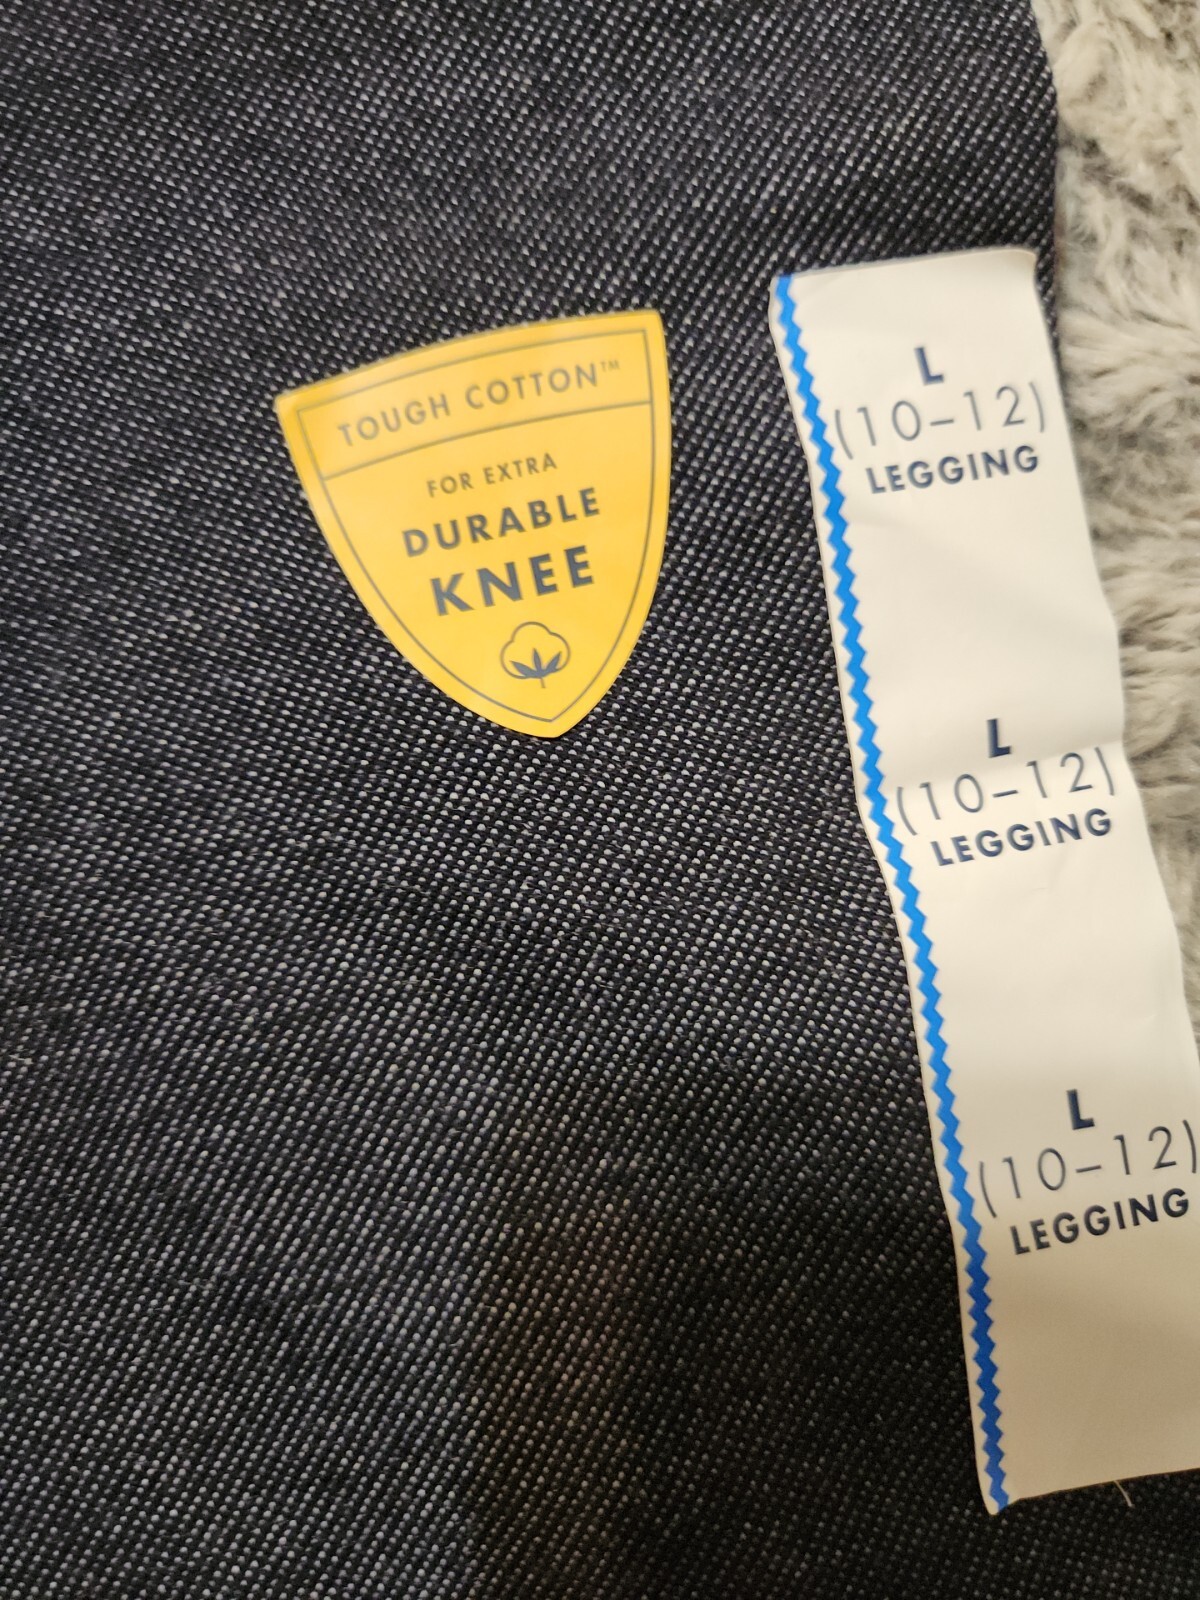 TOUGH COTTON™
FOR EXTRA
DURABLE
KNEE
L
(10–12)
LEGGING
L
(10–12)
LEGGING
L
(10–12)
LEGGING